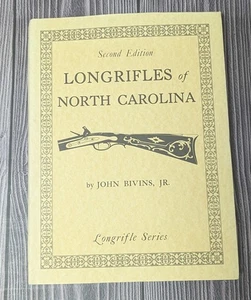 Second Edition
LONGRIFLES of
NORTH CAROLINA
by JOHN BIVINS, JR.
Longrifle Series